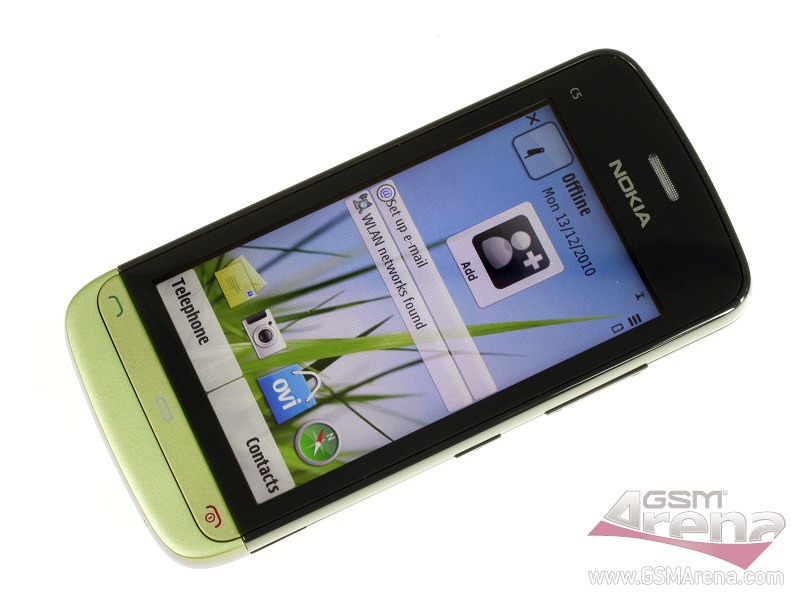 C5
NOKIA
Offline
Mon 13/12/2010
Add
@Set up e-mail
WLAN networks found
ovi
N
Telephone
Contacts
GSM
Arena
www.GSMArena.com